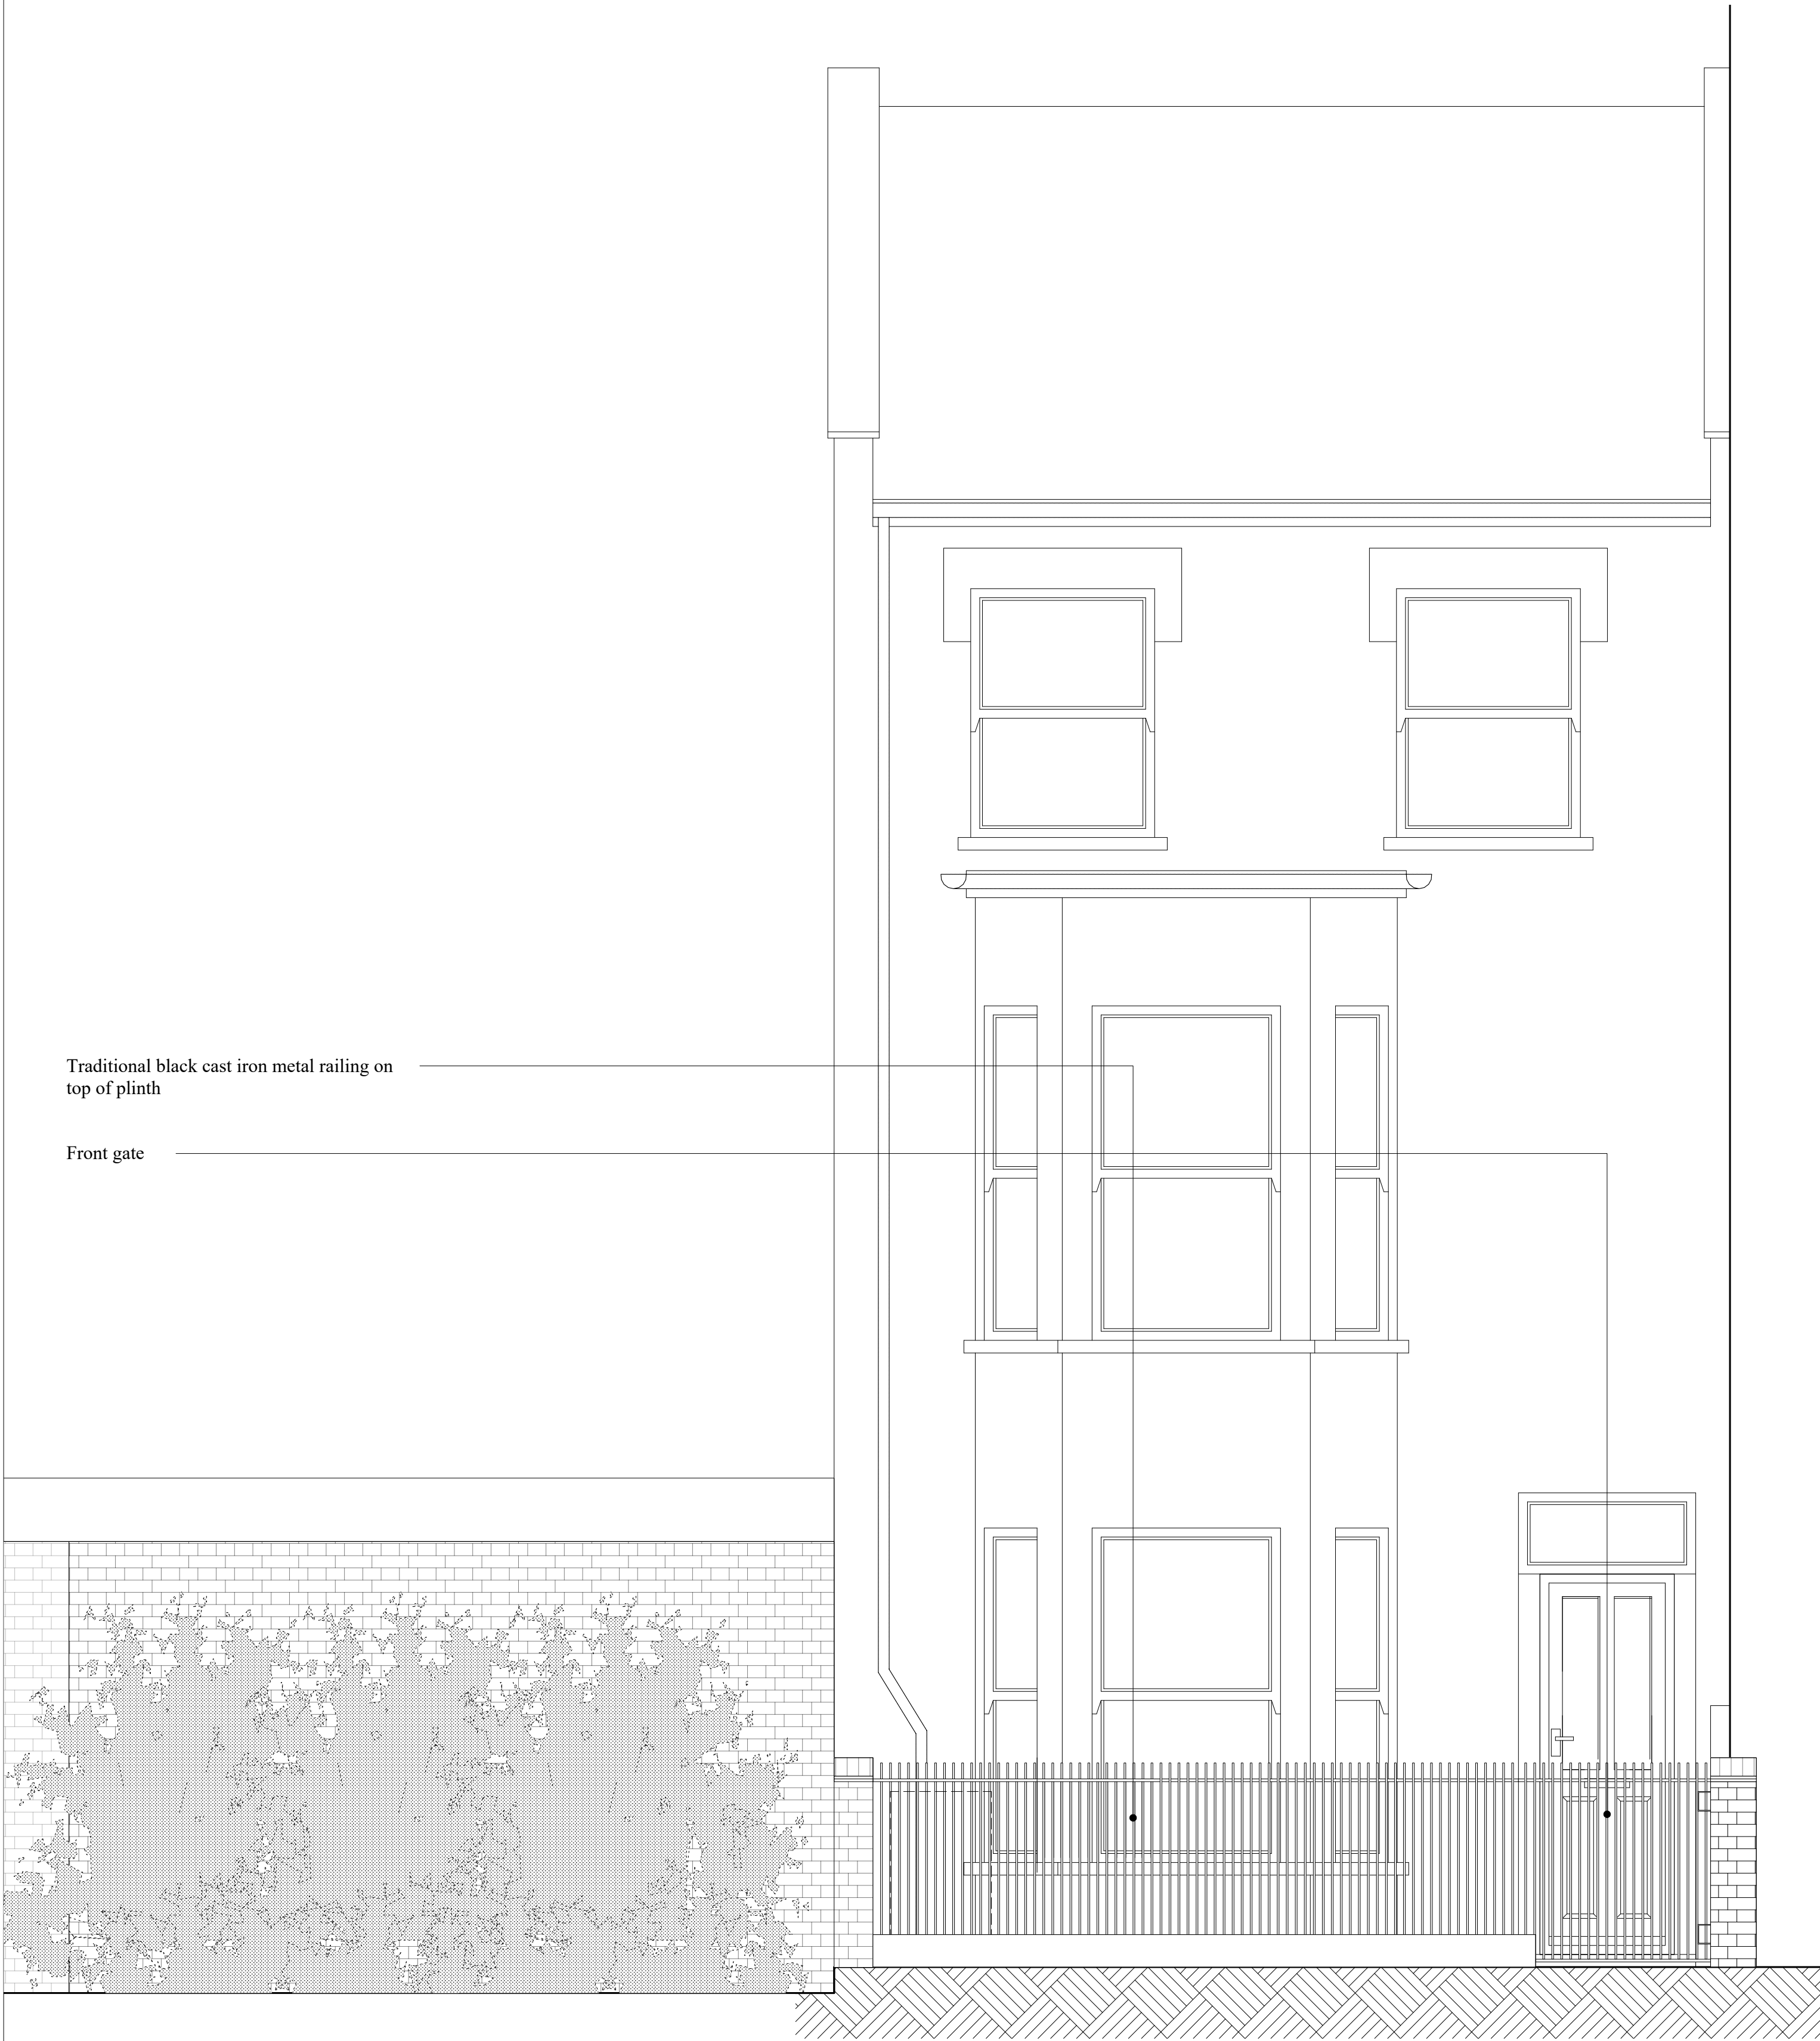 Traditional black cast iron metal railing on
top of plinth
Front gate